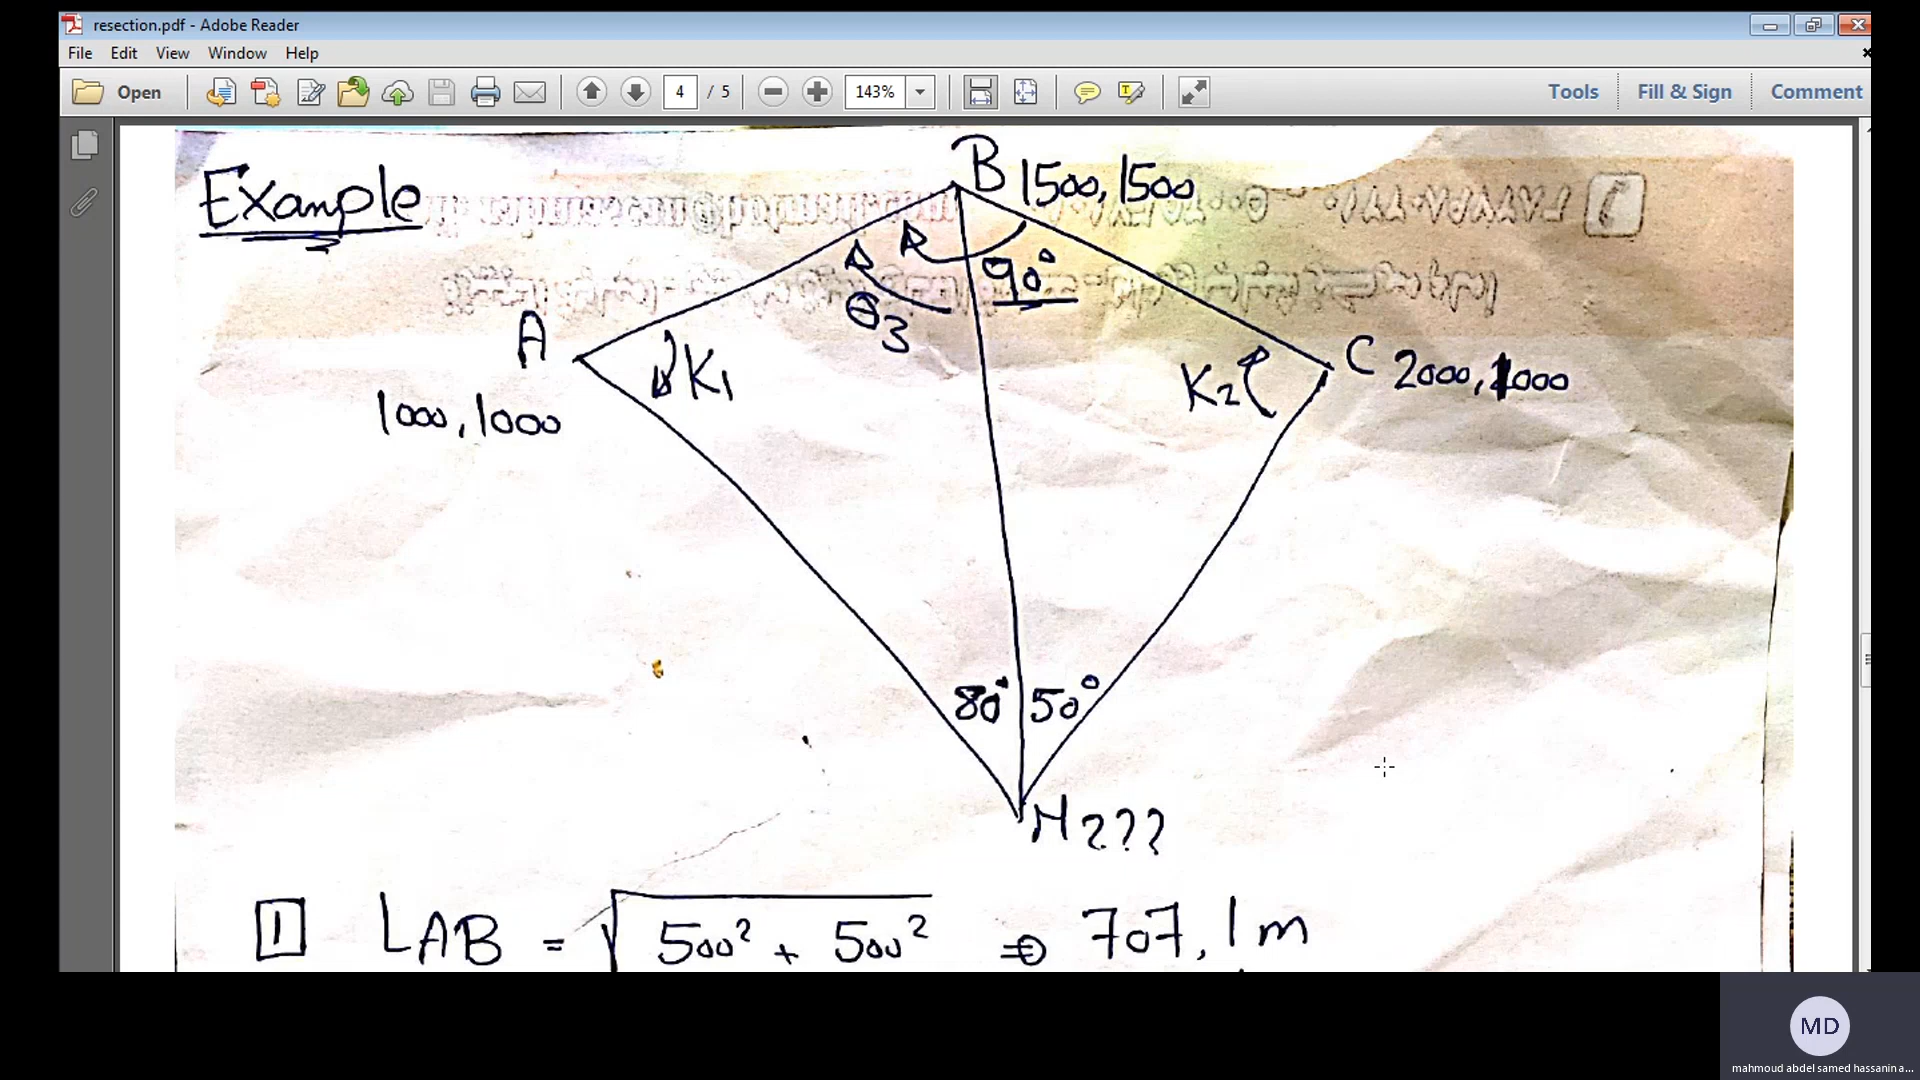 resection.pdf - Adobe Reader
File Edit View Window Help
Open 4 / 5 143% Tools Fill & Sign Comment
Example
B 1500, 1500
90°
θ3
A
K1
K2
C 2000, 1000
1000, 1000
80° 50°
H ???
1 LAB = √500² + 500² ⇒ 707, 1 m
MD
mahmoud abdel samed hassanin a...